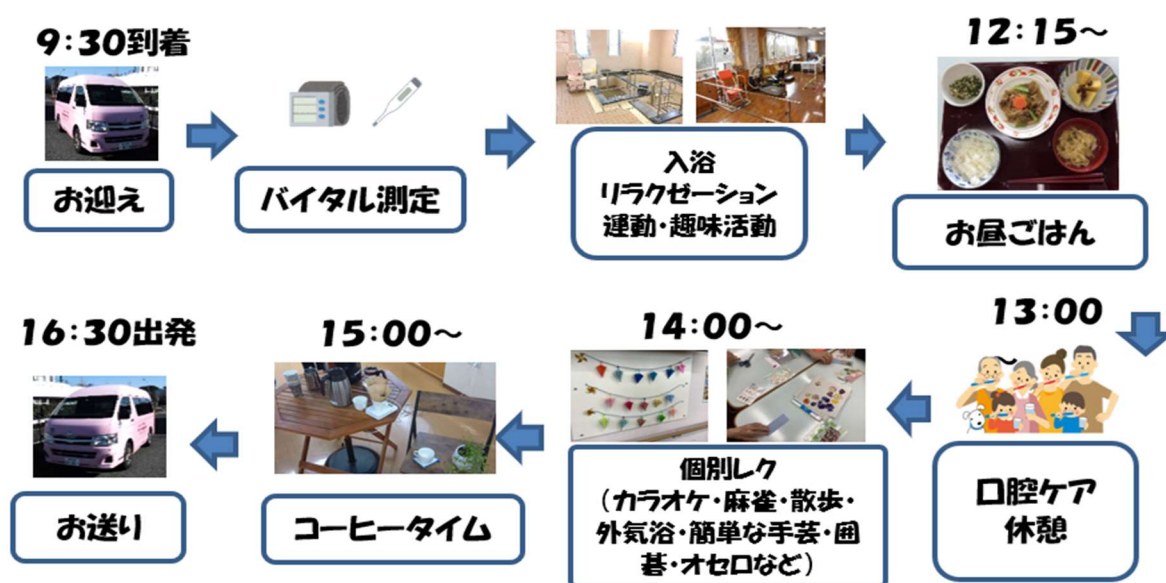 9:30到着
お迎え
バイタル測定
入浴
リラクゼーション
運動・趣味活動
12:15～
お昼ごはん
13:00
口腔ケア
休憩
14:00～
個別レク
（カラオケ・麻雀・散歩・
外気浴・簡単な手芸・囲
碁・オセロなど）
15:00～
コーヒータイム
16:30出発
お送り